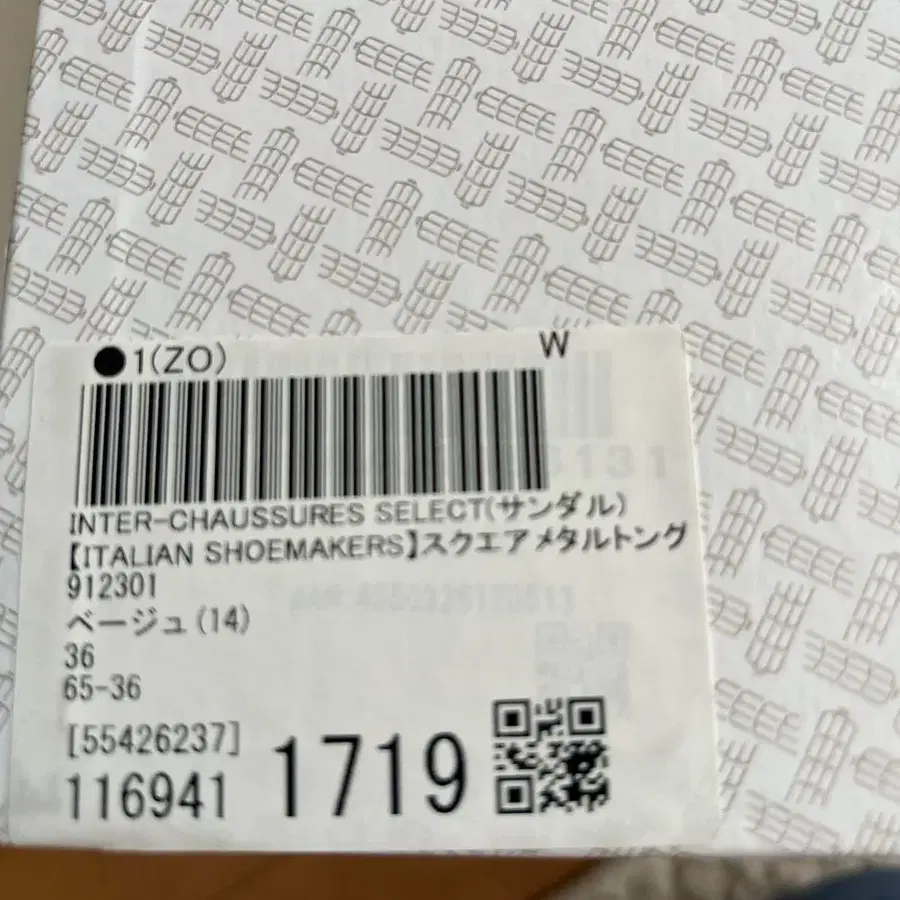 ●1(ZO) W
INTER-CHAUSSURES SELECT(サンダル)
【ITALIAN SHOEMAKERS】スクエアメタルトング
912301
ベージュ(14)
36
65-36
[55426237]
116941 1719